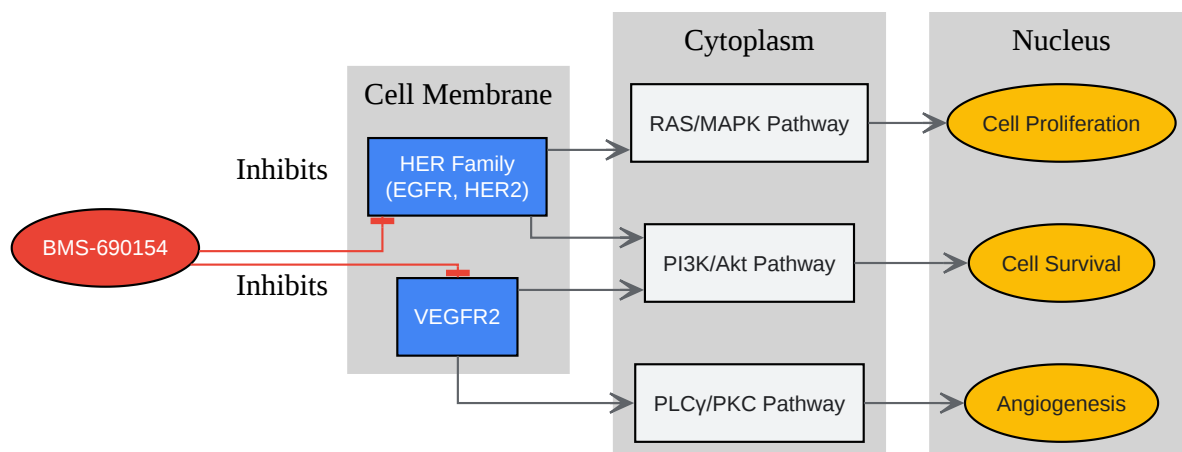 Cytoplasm
Nucleus
Cell Membrane
RAS/MAPK Pathway
Cell Proliferation
Inhibits
HER Family
(EGFR, HER2)
BMS-690154
PI3K/Akt Pathway
Cell Survival
Inhibits
VEGFR2
PLCγ/PKC Pathway
Angiogenesis